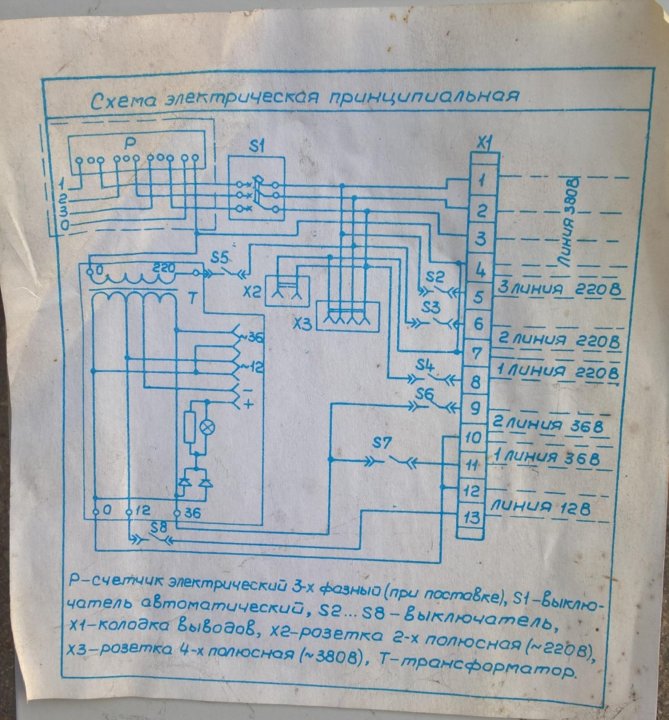 Схема электрическая принципиальная
P
S1
X1
1
2
3
0
1
2
3
4
5
6
7
8
9
10
11
12
13
Линия 380В
3 линия 220В
2 линия 220В
1 линия 220В
2 линия 36В
1 линия 36В
линия 12В
0
220
S5
T
X2
X3
S2
S3
S4
S6
S7
~36
~12
–
+
0
12
36
S8
Р–счетчик электрический 3-х фазный (при поставке), S1–выклю-
чатель автоматический, S2...S8–выключатель,
X1–колодка выводов, X2–розетка 2-х полюсная (~220В),
X3–розетка 4-х полюсная (~380В), Т–трансформатор.